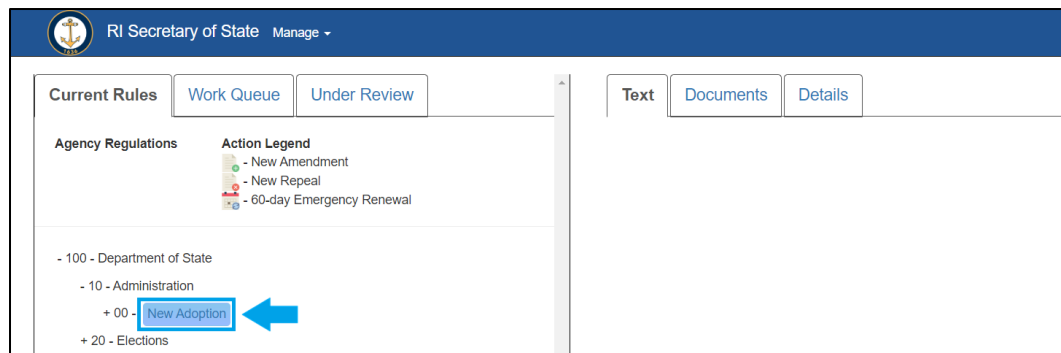 RI Secretary of State Manage
Current Rules Work Queue Under Review
Text Documents Details
Agency Regulations Action Legend
- New Amendment
- New Repeal
- 60-day Emergency Renewal
- 100 - Department of State
- 10 - Administration
+ 00 - New Adoption
+ 20 - Elections